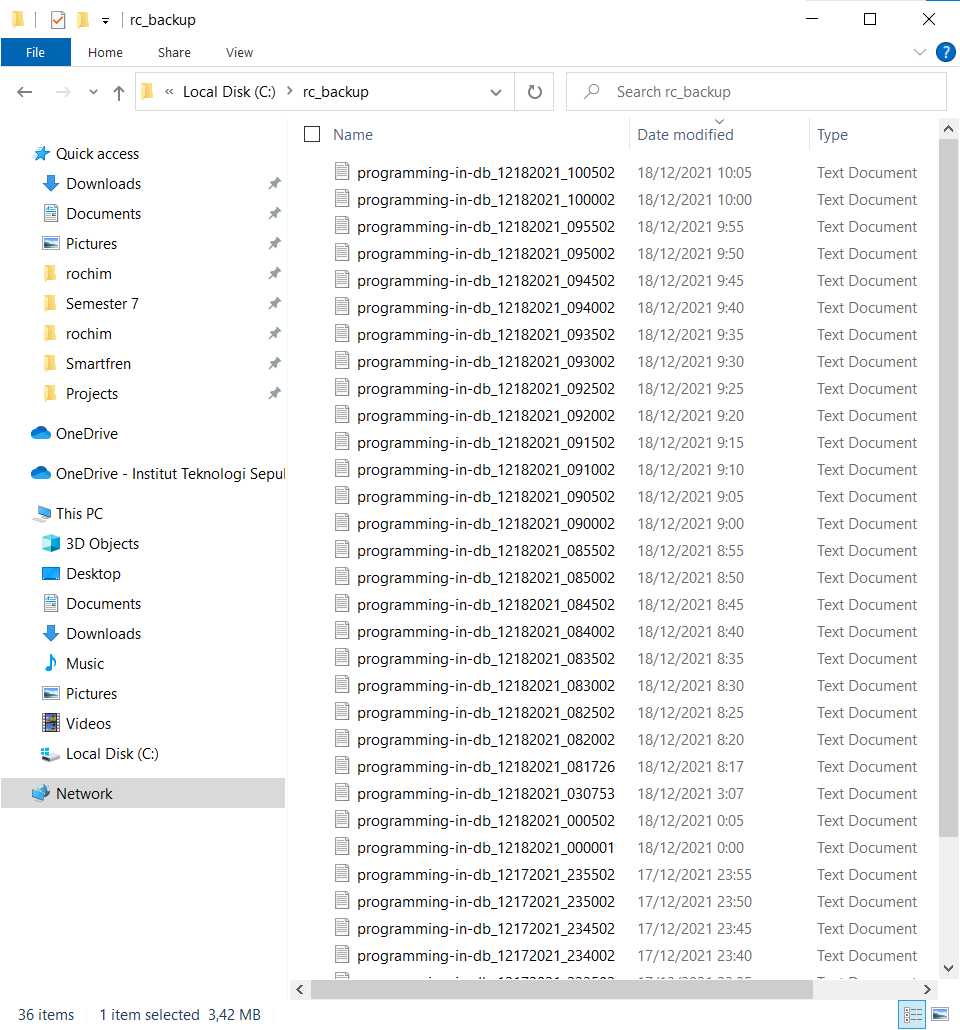 rc_backup
File Home Share View
« Local Disk (C:) > rc_backup Search rc_backup
Quick access
Downloads
Documents
Pictures
rochim
Semester 7
rochim
Smartfren
Projects
OneDrive
OneDrive - Institut Teknologi Sepul
This PC
3D Objects
Desktop
Documents
Downloads
Music
Pictures
Videos
Local Disk (C:)
Network
Name Date modified Type
programming-in-db_12182021_100502 18/12/2021 10:05 Text Document
programming-in-db_12182021_100002 18/12/2021 10:00 Text Document
programming-in-db_12182021_095502 18/12/2021 9:55 Text Document
programming-in-db_12182021_095002 18/12/2021 9:50 Text Document
programming-in-db_12182021_094502 18/12/2021 9:45 Text Document
programming-in-db_12182021_094002 18/12/2021 9:40 Text Document
programming-in-db_12182021_093502 18/12/2021 9:35 Text Document
programming-in-db_12182021_093002 18/12/2021 9:30 Text Document
programming-in-db_12182021_092502 18/12/2021 9:25 Text Document
programming-in-db_12182021_092002 18/12/2021 9:20 Text Document
programming-in-db_12182021_091502 18/12/2021 9:15 Text Document
programming-in-db_12182021_091002 18/12/2021 9:10 Text Document
programming-in-db_12182021_090502 18/12/2021 9:05 Text Document
programming-in-db_12182021_090002 18/12/2021 9:00 Text Document
programming-in-db_12182021_085502 18/12/2021 8:55 Text Document
programming-in-db_12182021_085002 18/12/2021 8:50 Text Document
programming-in-db_12182021_084502 18/12/2021 8:45 Text Document
programming-in-db_12182021_084002 18/12/2021 8:40 Text Document
programming-in-db_12182021_083502 18/12/2021 8:35 Text Document
programming-in-db_12182021_083002 18/12/2021 8:30 Text Document
programming-in-db_12182021_082502 18/12/2021 8:25 Text Document
programming-in-db_12182021_082002 18/12/2021 8:20 Text Document
programming-in-db_12182021_081726 18/12/2021 8:17 Text Document
programming-in-db_12182021_030753 18/12/2021 3:07 Text Document
programming-in-db_12182021_000502 18/12/2021 0:05 Text Document
programming-in-db_12182021_000001 18/12/2021 0:00 Text Document
programming-in-db_12172021_235502 17/12/2021 23:55 Text Document
programming-in-db_12172021_235002 17/12/2021 23:50 Text Document
programming-in-db_12172021_234502 17/12/2021 23:45 Text Document
programming-in-db_12172021_234002 17/12/2021 23:40 Text Document
36 items 1 item selected 3,42 MB